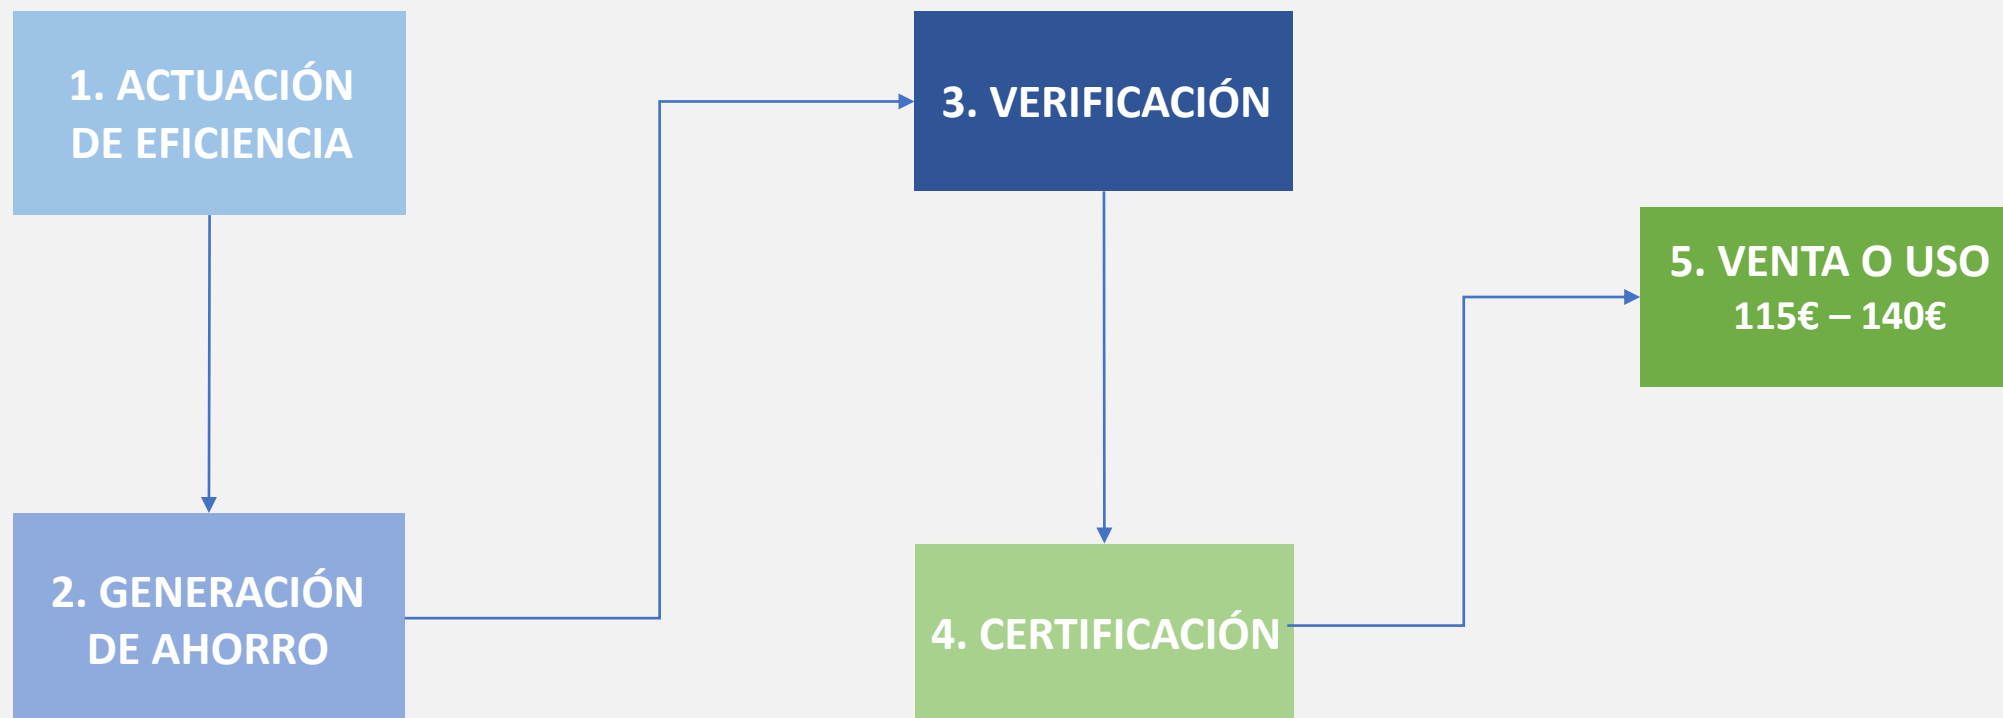 1. ACTUACIÓN
DE EFICIENCIA
2. GENERACIÓN
DE AHORRO
3. VERIFICACIÓN
4. CERTIFICACIÓN
5. VENTA O USO
115€ – 140€